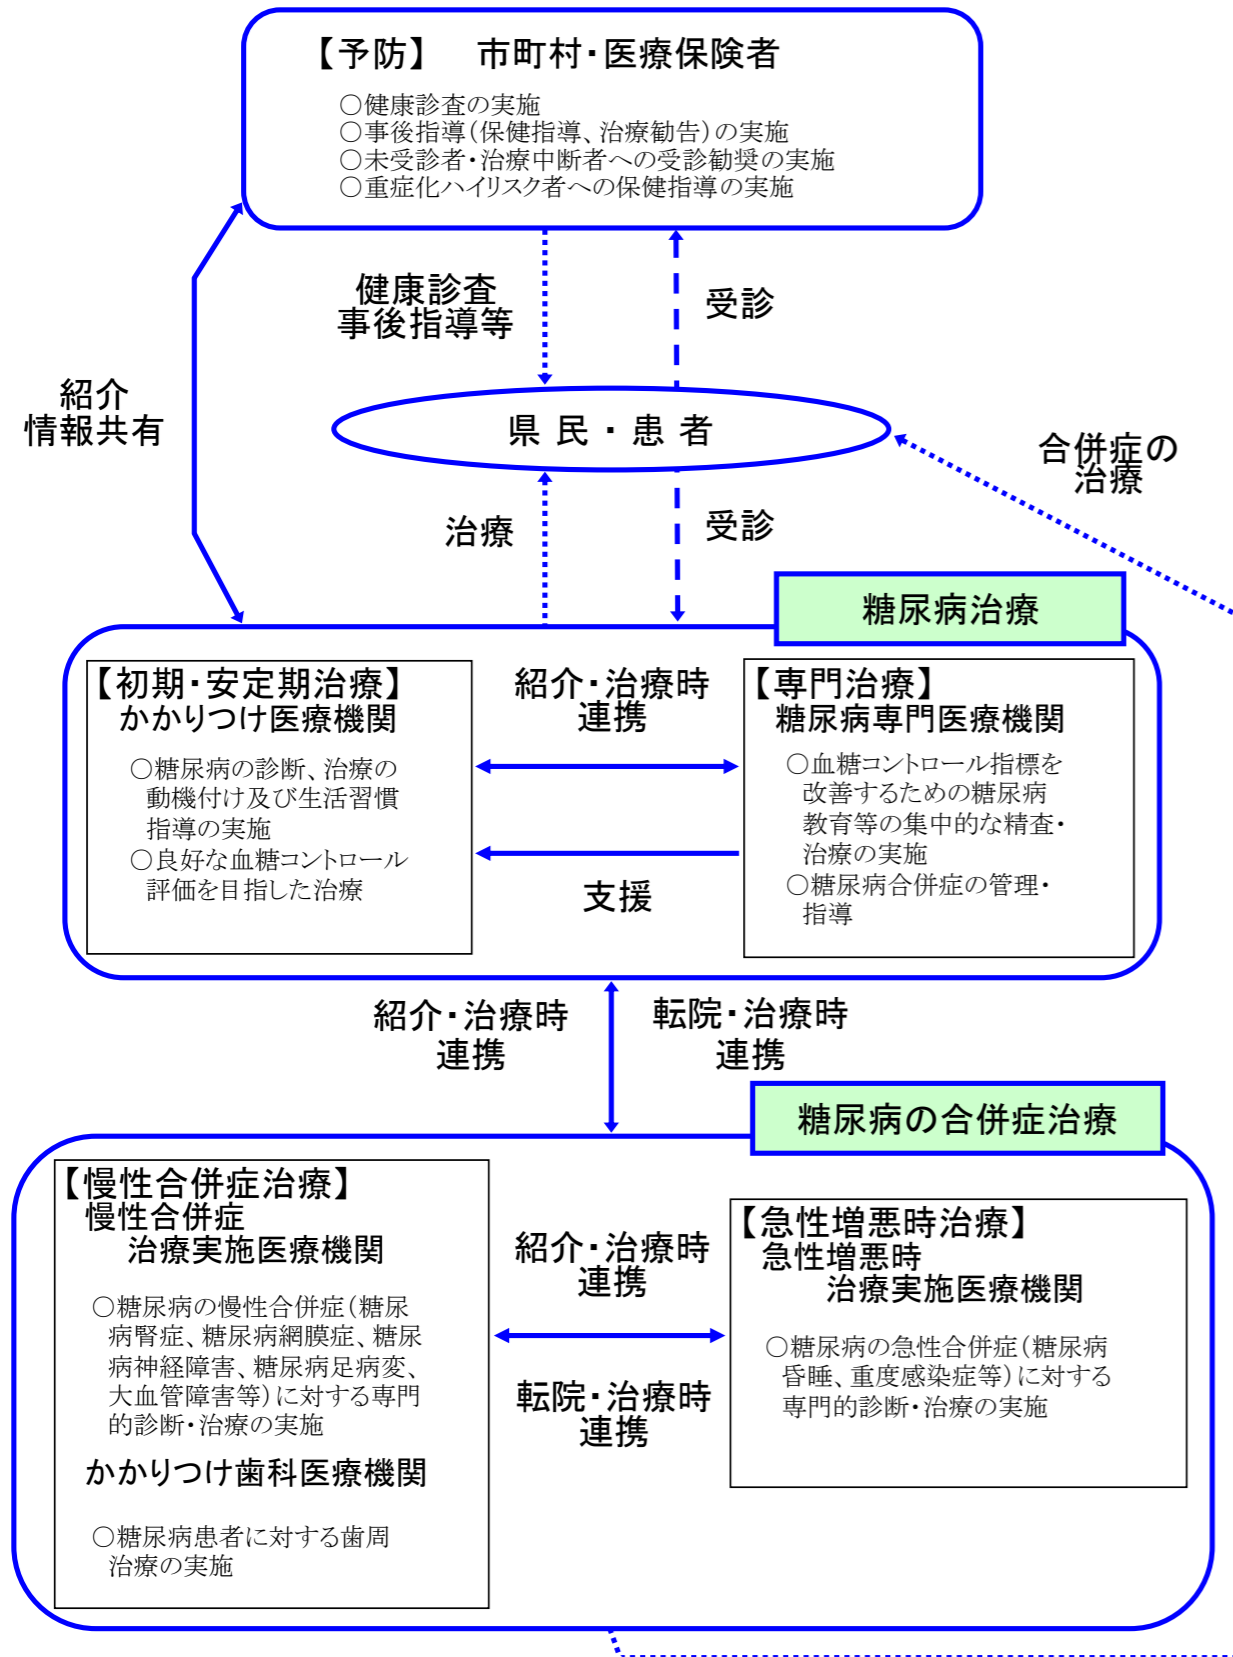 【予防】　市町村・医療保険者
○健康診査の実施
○事後指導（保健指導、治療勧告）の実施
○未受診者・治療中断者への受診勧奨の実施
○重症化ハイリスク者への保健指導の実施
健康診査
事後指導等
受診
紹介
情報共有
県民・患者
合併症の
治療
治療
受診
糖尿病治療
【初期・安定期治療】
かかりつけ医療機関
○糖尿病の診断、治療の
動機付け及び生活習慣
指導の実施
○良好な血糖コントロール
評価を目指した治療
紹介・治療時
連携
支援
【専門治療】
糖尿病専門医療機関
○血糖コントロール指標を
改善するための糖尿病
教育等の集中的な精査・
治療の実施
○糖尿病合併症の管理・
指導
紹介・治療時
連携
転院・治療時
連携
糖尿病の合併症治療
【慢性合併症治療】
慢性合併症
治療実施医療機関
○糖尿病の慢性合併症（糖尿
病腎症、糖尿病網膜症、糖尿
病神経障害、糖尿病足病変、
大血管障害等）に対する専門
的診断・治療の実施
かかりつけ歯科医療機関
○糖尿病患者に対する歯周
治療の実施
紹介・治療時
連携
転院・治療時
連携
【急性増悪時治療】
急性増悪時
治療実施医療機関
○糖尿病の急性合併症（糖尿病
昏睡、重度感染症等）に対する
専門的診断・治療の実施